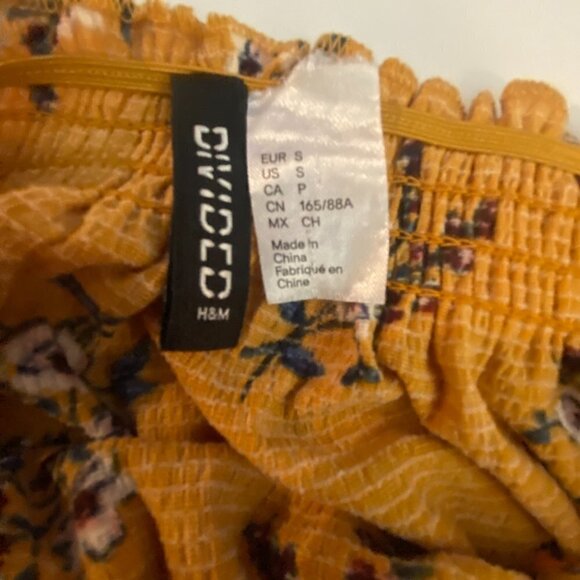 DIVIDED
H&M
EUR S
US S
CA P
CN 165/88A
MX CH
Made in
China
Fabriqué en
Chine